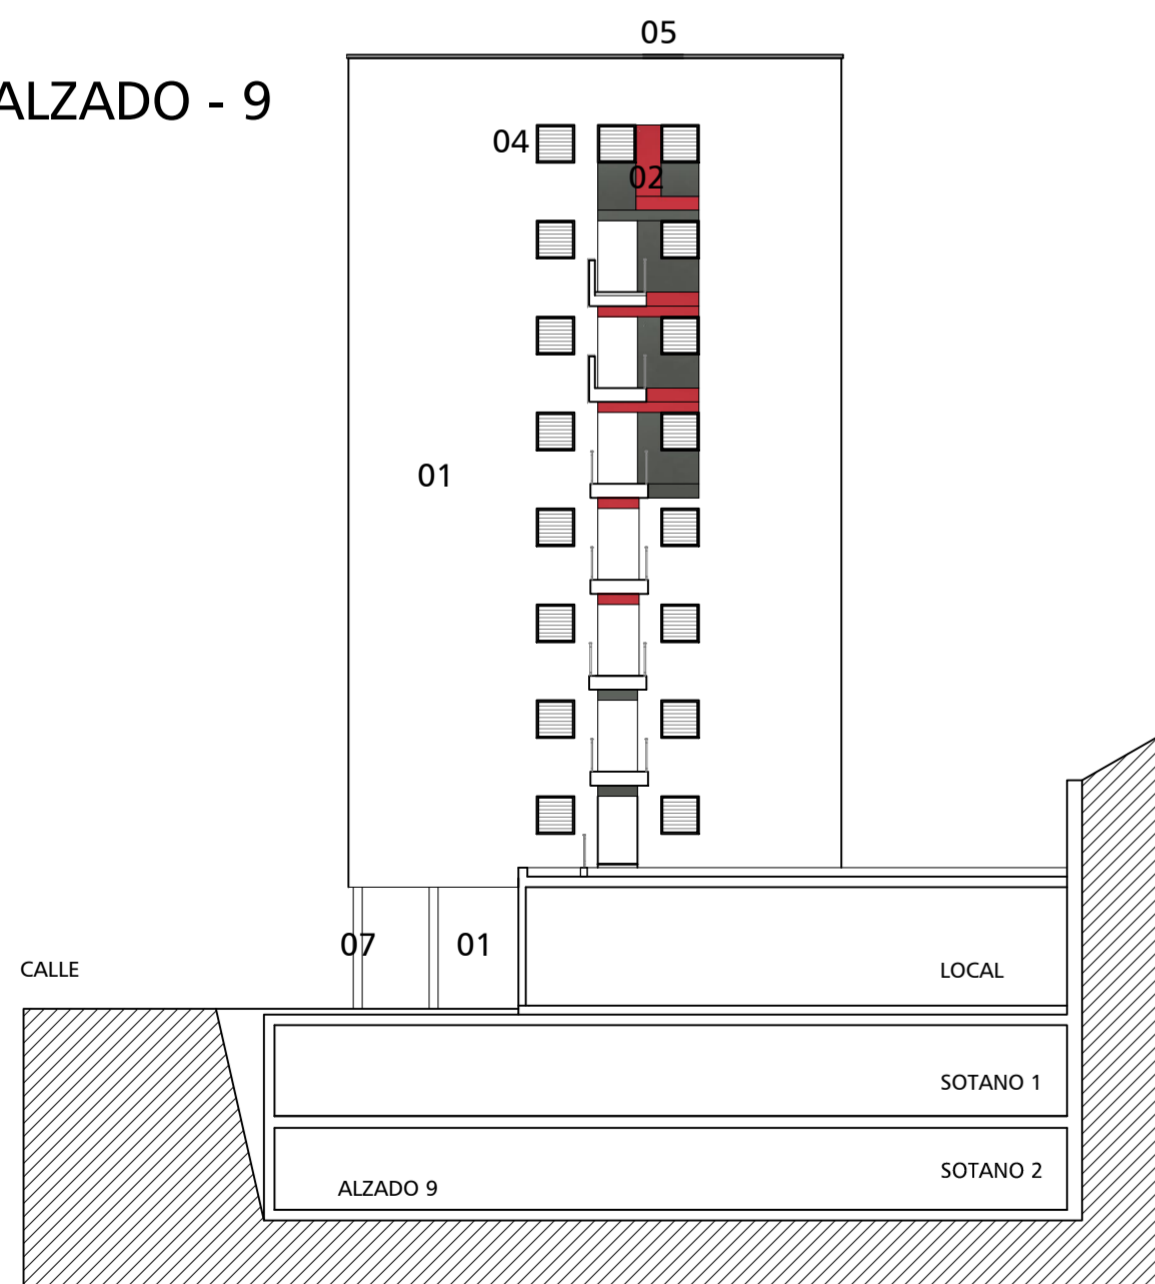 05
ALZADO - 9
04
02
01
07
01
CALLE
LOCAL
SOTANO 1
SOTANO 2
ALZADO 9